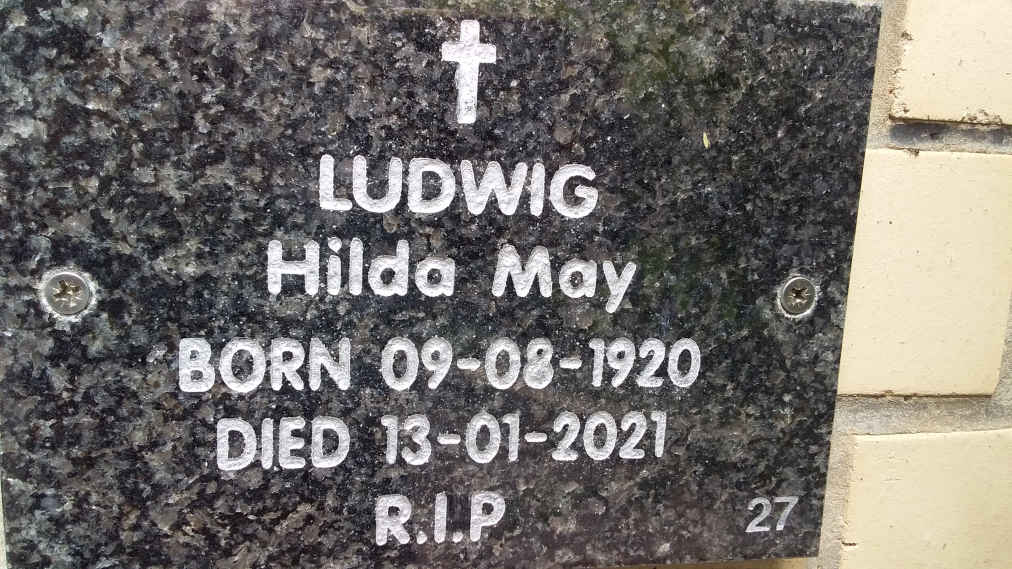 LUDWIG
Hilda May
BORN 09-08-1920
DIED 13-01-2021
R.I.P
27